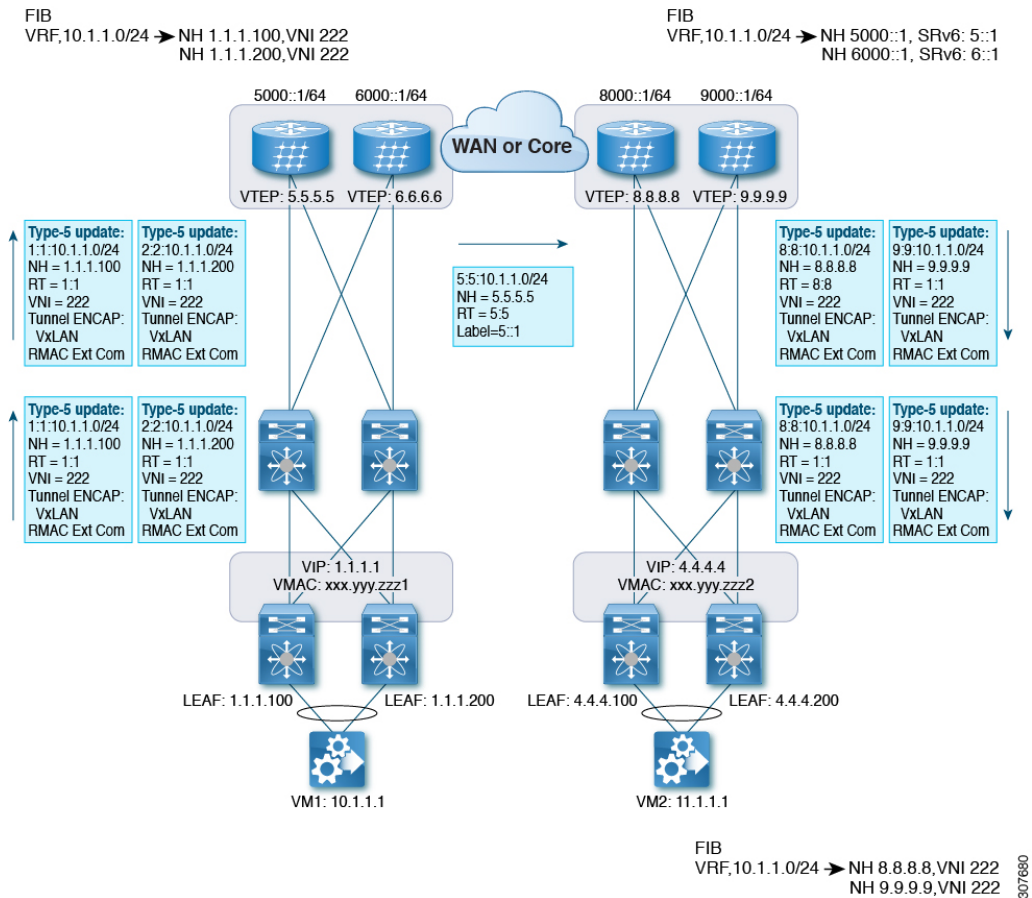 FIB
VRF,10.1.1.0/24 → NH 1.1.1.100,VNI 222
NH 1.1.1.200,VNI 222
FIB
VRF,10.1.1.0/24 → NH 5000::1, SRv6: 5::1
NH 6000::1, SRv6: 6::1
5000::1/64
6000::1/64
8000::1/64
9000::1/64
WAN or Core
VTEP: 5.5.5.5
VTEP: 6.6.6.6
VTEP: 8.8.8.8
VTEP: 9.9.9.9
Type-5 update:
1:1:10.1.1.0/24
NH = 1.1.1.100
RT = 1:1
VNI = 222
Tunnel ENCAP:
VxLAN
RMAC Ext Com
Type-5 update:
2:2:10.1.1.0/24
NH = 1.1.1.200
RT = 1:1
VNI = 222
Tunnel ENCAP:
VxLAN
RMAC Ext Com
5:5:10.1.1.0/24
NH = 5.5.5.5
RT = 5:5
Label=5::1
Type-5 update:
8:8:10.1.1.0/24
NH = 8.8.8.8
RT = 8:8
VNI = 222
Tunnel ENCAP:
VxLAN
RMAC Ext Com
Type-5 update:
9:9:10.1.1.0/24
NH = 9.9.9.9
RT = 1:1
VNI = 222
Tunnel ENCAP:
VxLAN
RMAC Ext Com
Type-5 update:
1:1:10.1.1.0/24
NH = 1.1.1.100
RT = 1:1
VNI = 222
Tunnel ENCAP:
VxLAN
RMAC Ext Com
Type-5 update:
2:2:10.1.1.0/24
NH = 1.1.1.200
RT = 1:1
VNI = 222
Tunnel ENCAP:
VxLAN
RMAC Ext Com
Type-5 update:
8:8:10.1.1.0/24
NH = 8.8.8.8
RT = 1:1
VNI = 222
Tunnel ENCAP:
VxLAN
RMAC Ext Com
Type-5 update:
9:9:10.1.1.0/24
NH = 9.9.9.9
RT = 1:1
VNI = 222
Tunnel ENCAP:
VxLAN
RMAC Ext Com
VIP: 1.1.1.1
VMAC: xxx.yyy.zzz1
VIP: 4.4.4.4
VMAC: xxx.yyy.zzz2
LEAF: 1.1.1.100
LEAF: 1.1.1.200
LEAF: 4.4.4.100
LEAF: 4.4.4.200
VM1: 10.1.1.1
VM2: 11.1.1.1
FIB
VRF,10.1.1.0/24 → NH 8.8.8.8,VNI 222
NH 9.9.9.9,VNI 222
307680